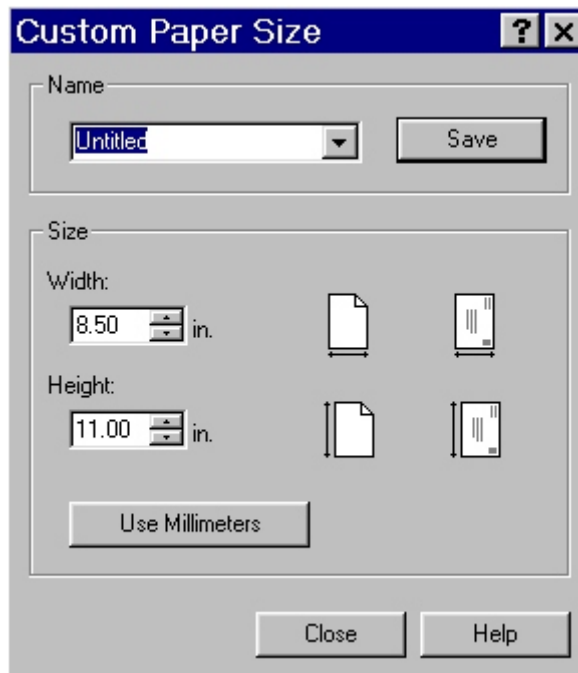 Custom Paper Size
Name
Untitled
Save
Size
Width:
8.50 in.
Height:
11.00 in.
Use Millimeters
Close Help